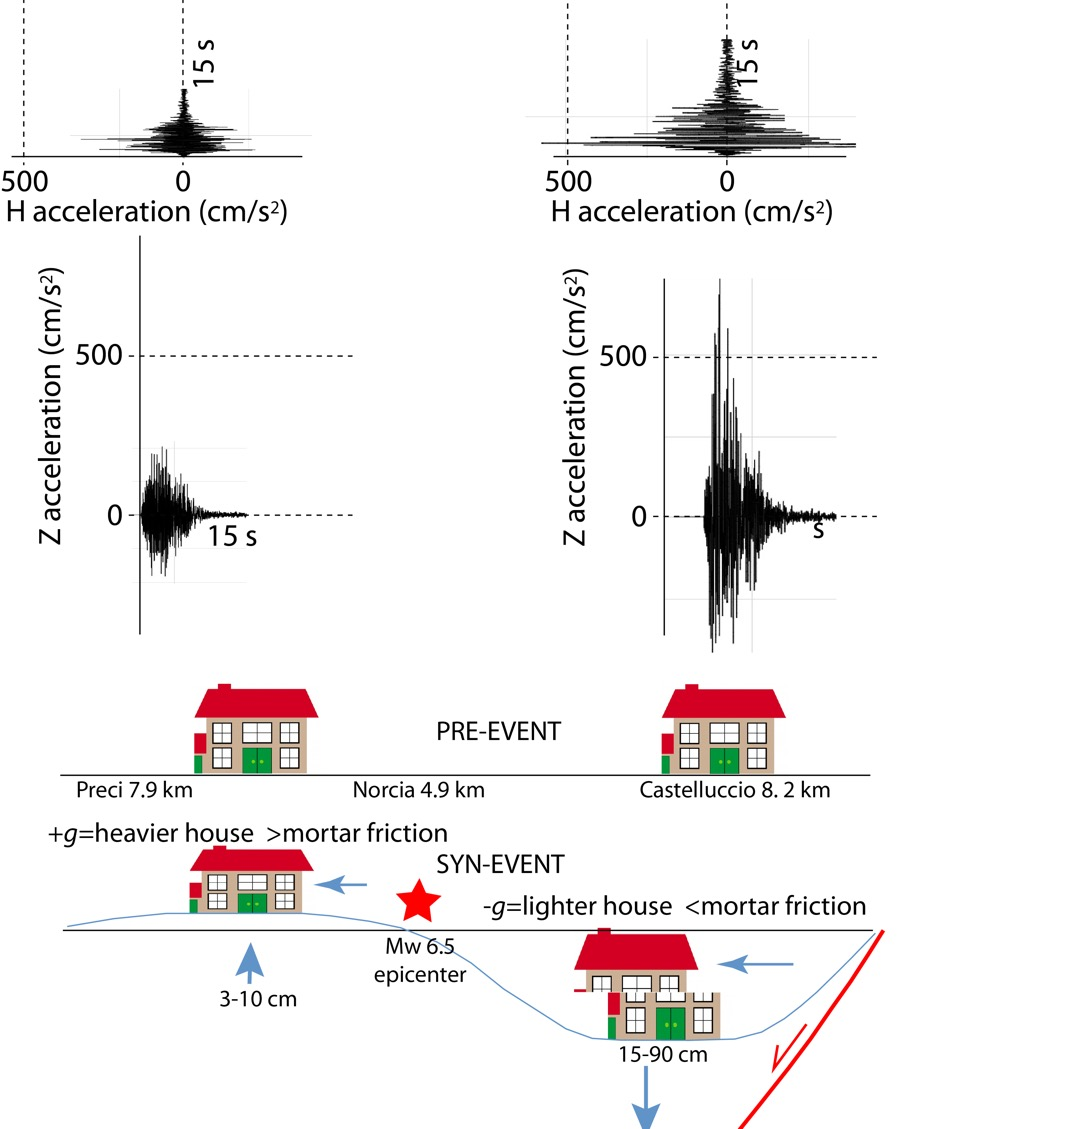 15 s
15 s
500 0
500 0
H acceleration (cm/s²)
H acceleration (cm/s²)
Z acceleration (cm/s²)
500
0
15 s
Z acceleration (cm/s²)
500
0
s
PRE-EVENT
Preci 7.9 km
Norcia 4.9 km
Castelluccio 8. 2 km
+g=heavier house >mortar friction
SYN-EVENT
-g=lighter house <mortar friction
Mw 6.5
epicenter
3-10 cm
15-90 cm